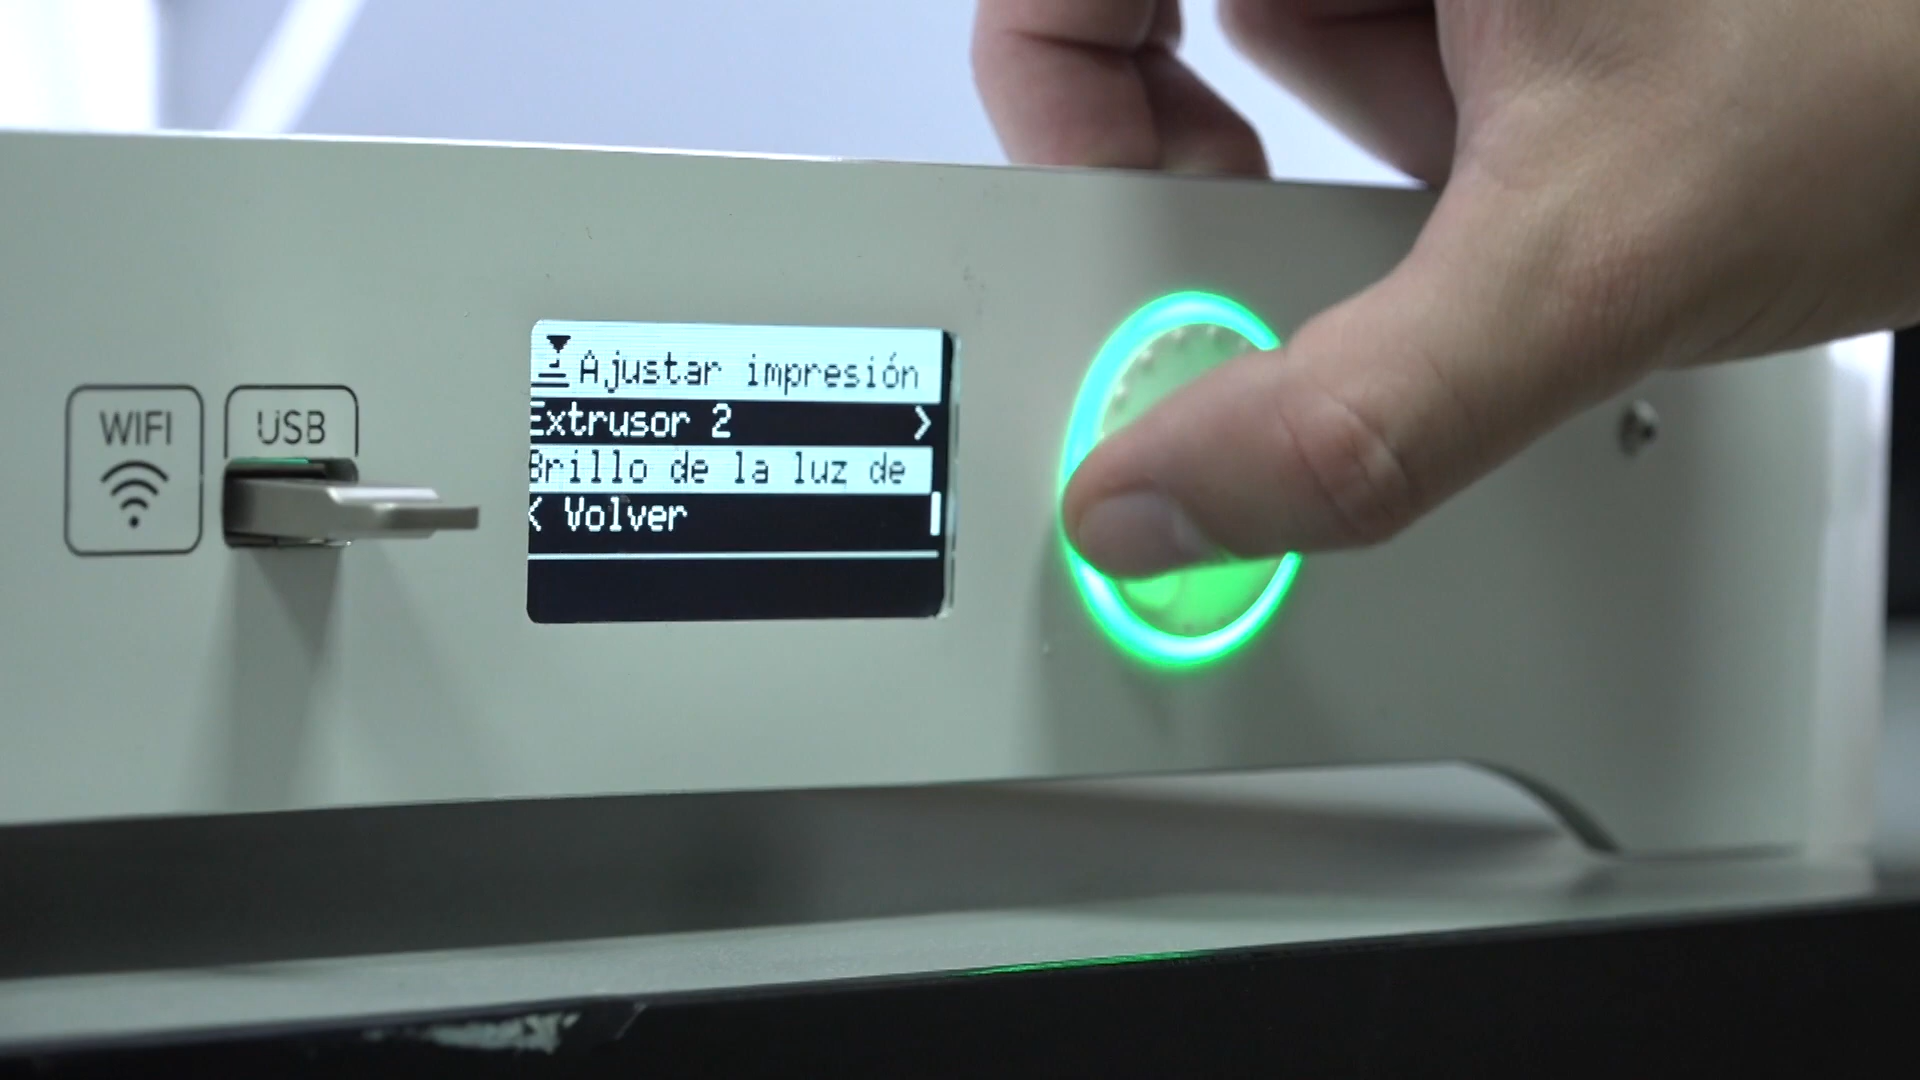 WIFI
USB
Ajustar impresión
Extrusor 2 >
Brillo de la luz de
< Volver